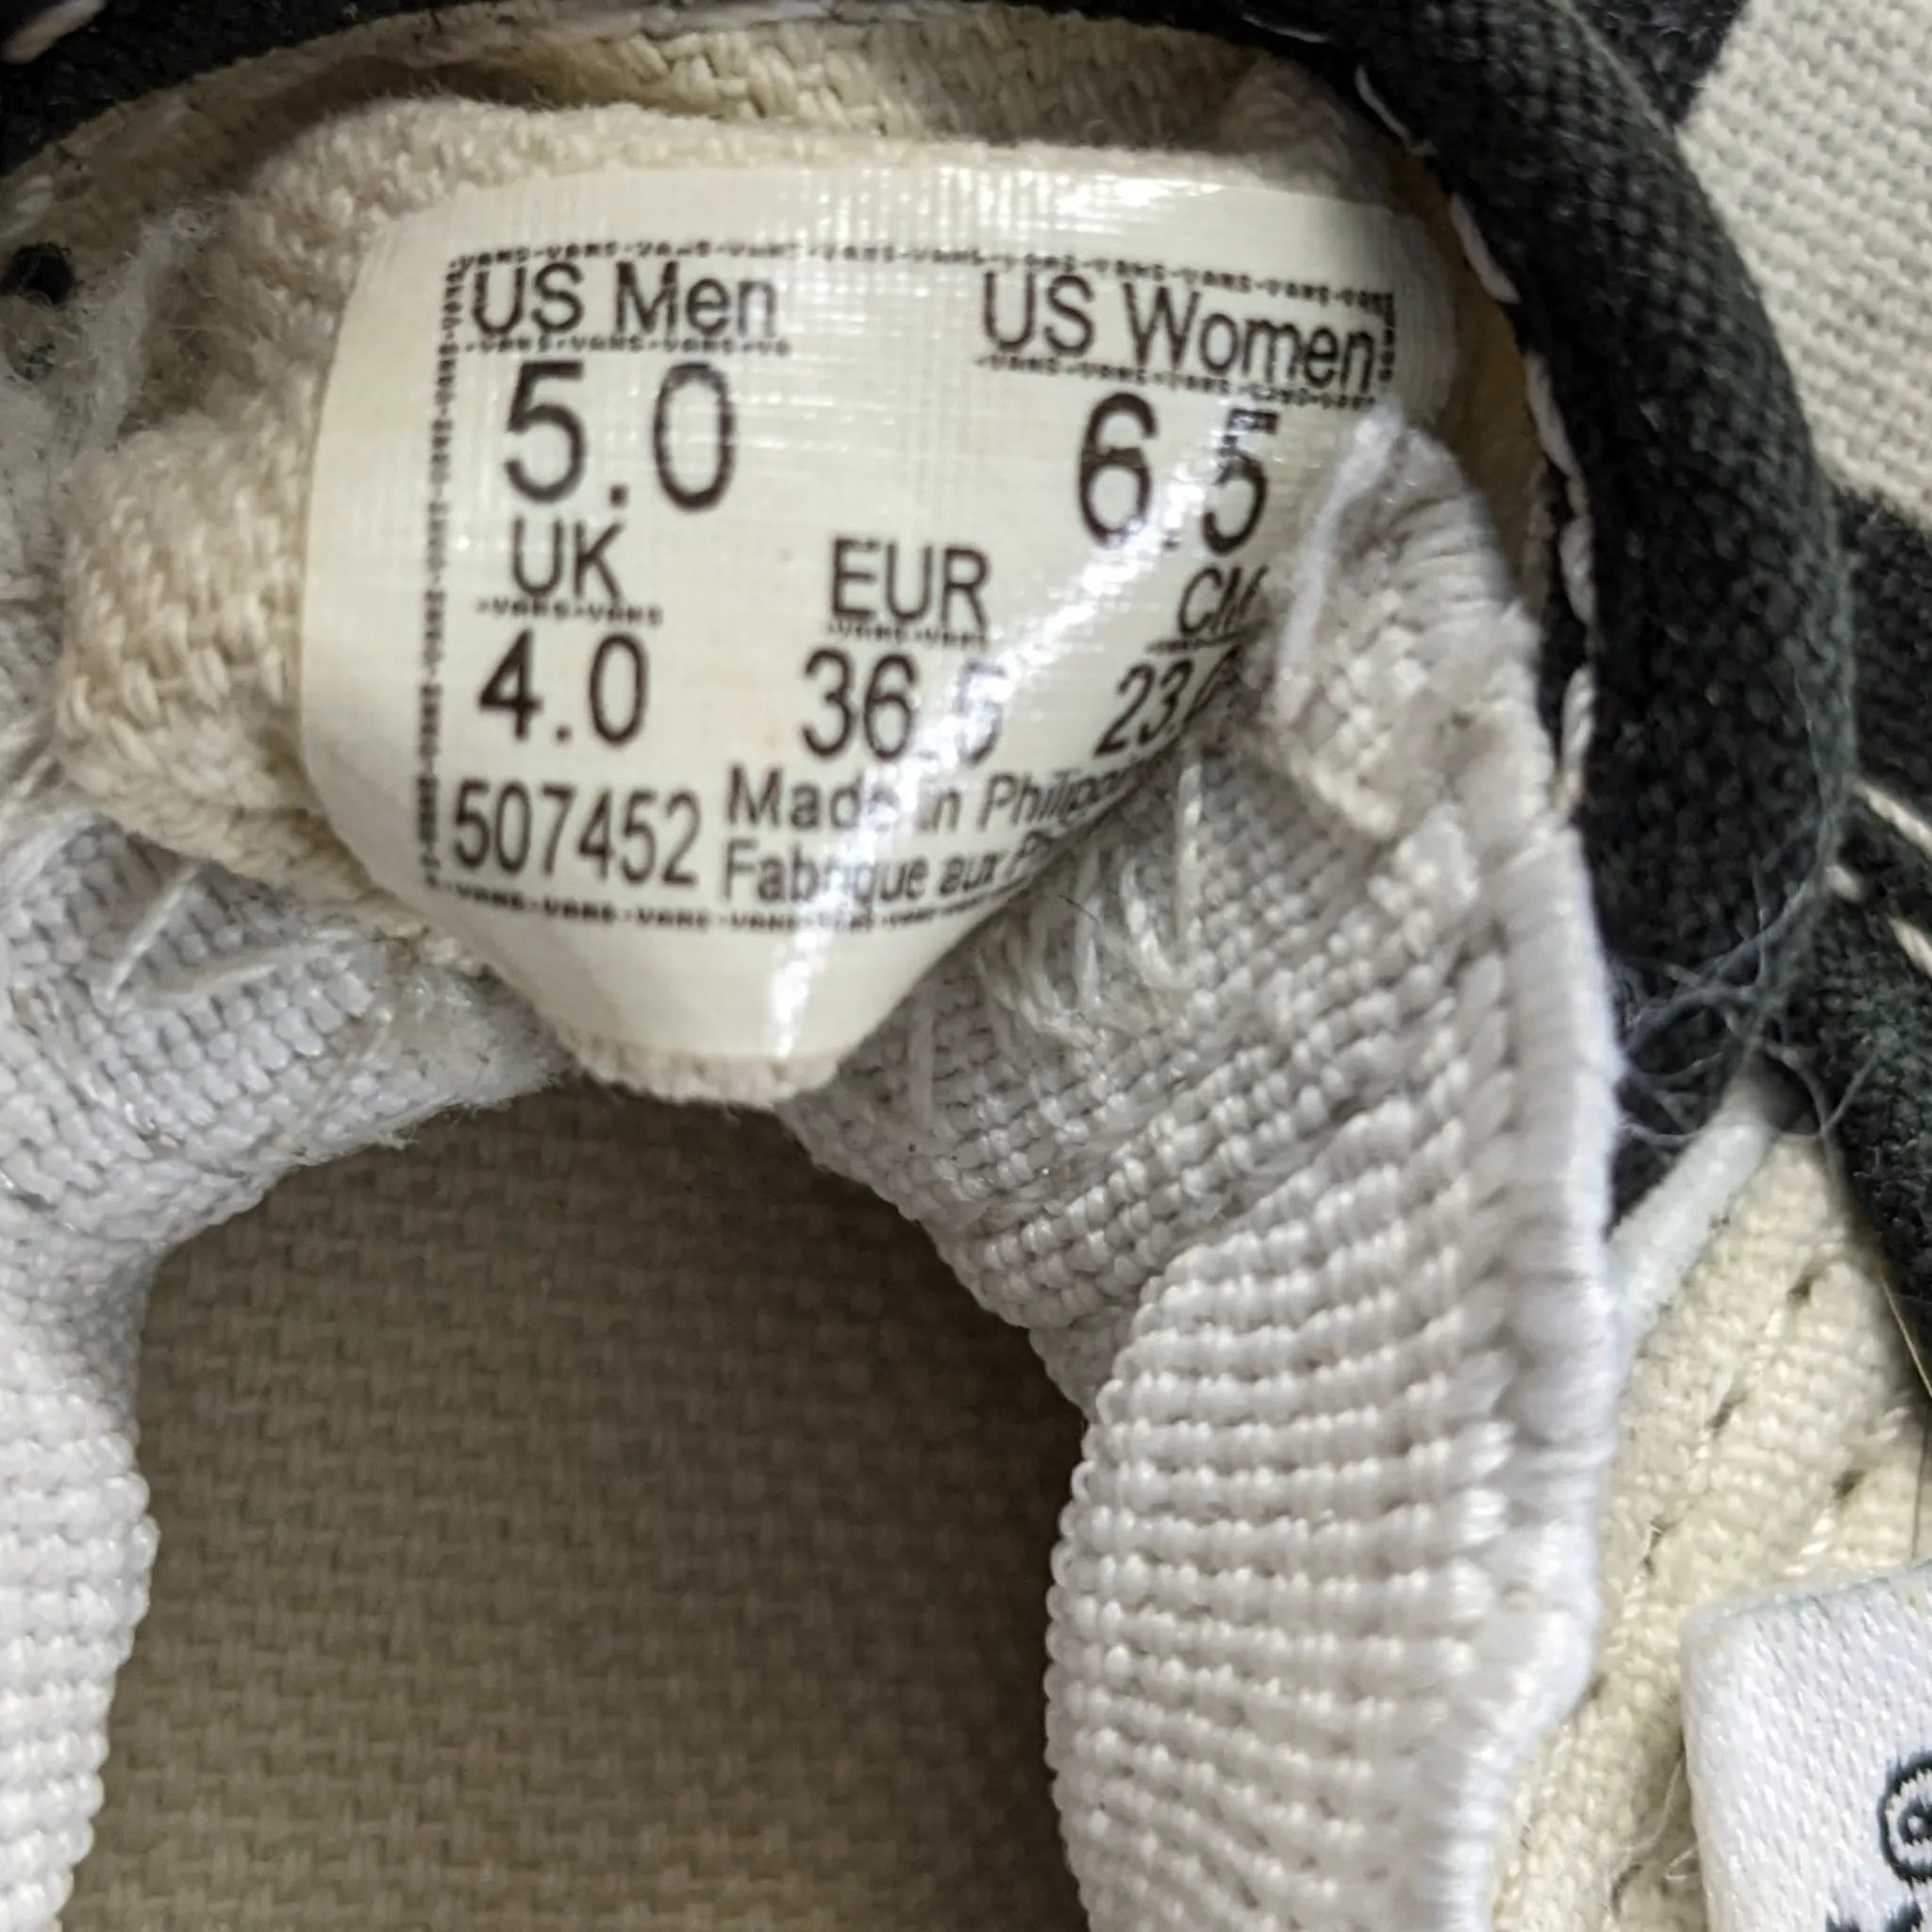 US Men US Women
5.0 6.5
UK EUR CM
4.0 36.5
507452 Made in
Fabrique aux